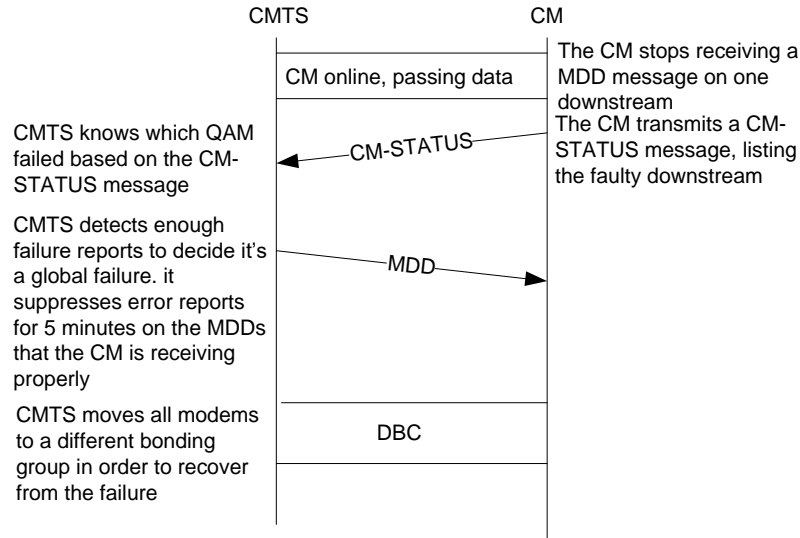 CMTS
CM
CM online, passing data
The CM stops receiving a
MDD message on one
downstream
The CM transmits a CM-
STATUS message, listing
the faulty downstream
CM-STATUS
CMTS knows which QAM
failed based on the CM-
STATUS message
CMTS detects enough
failure reports to decide it's
a global failure. it
suppresses error reports
for 5 minutes on the MDDs
that the CM is receiving
properly
MDD
CMTS moves all modems
to a different bonding
group in order to recover
from the failure
DBC